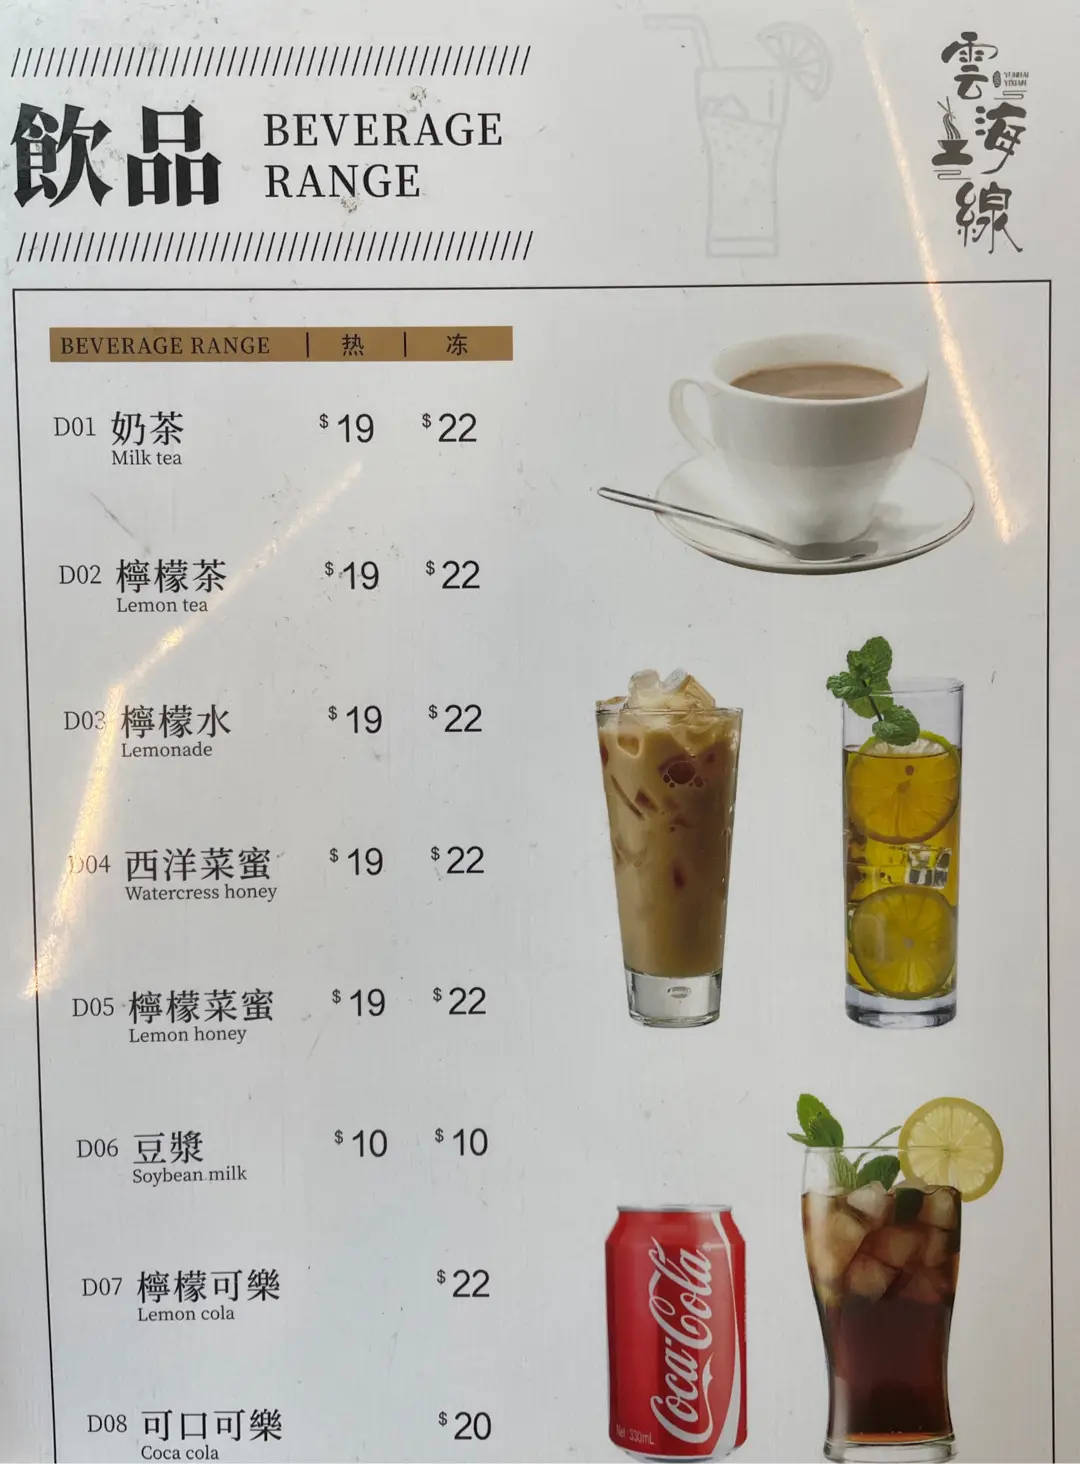 飲品
BEVERAGE
RANGE
雲海
線
BEVERAGE RANGE | 热 | 冻
D01 奶茶 $19 $22
Milk tea
D02 檸檬茶 $19 $22
Lemon tea
D03 檸檬水 $19 $22
Lemonade
D04 西洋菜蜜 $19 $22
Watercress honey
D05 檸檬菜蜜 $19 $22
Lemon honey
D06 豆漿 $10 $10
Soybean milk
D07 檸檬可樂 $22
Lemon cola
D08 可口可樂 $20
Coca cola
Coca-Cola
Net 330mL